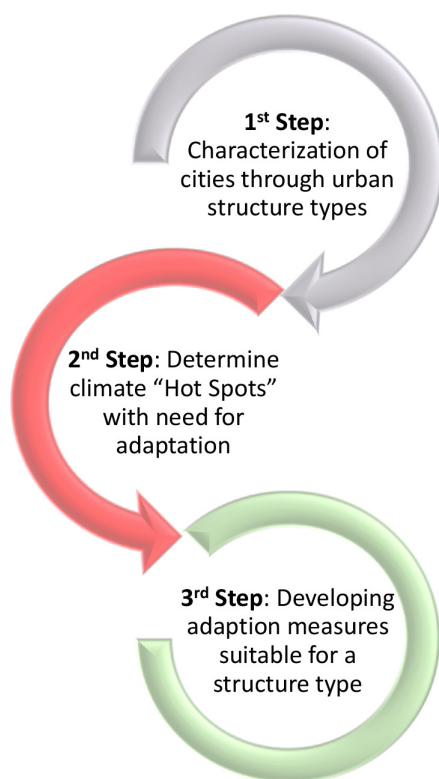 1st Step:
Characterization of
cities through urban
structure types
2nd Step: Determine
climate “Hot Spots”
with need for
adaptation
3rd Step: Developing
adaption measures
suitable for a
structure type